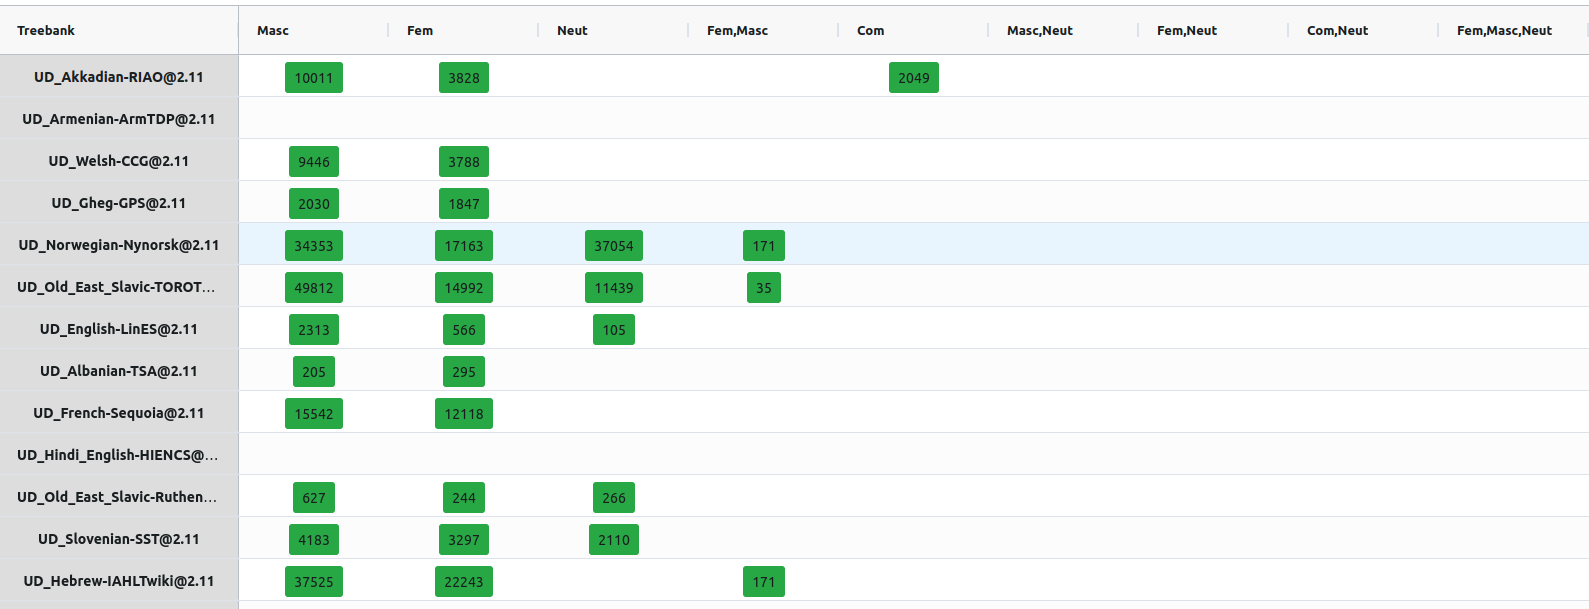 Treebank Masc Fem Neut Fem,Masc Com Masc,Neut Fem,Neut Com,Neut Fem,Masc,Neut
UD_Akkadian-RIAO@2.11 10011 3828 2049
UD_Armenian-ArmTDP@2.11
UD_Welsh-CCG@2.11 9446 3788
UD_Gheg-GPS@2.11 2030 1847
UD_Norwegian-Nynorsk@2.11 34353 17163 37054 171
UD_Old_East_Slavic-TOROT... 49812 14992 11439 35
UD_English-LinES@2.11 2313 566 105
UD_Albanian-TSA@2.11 205 295
UD_French-Sequoia@2.11 15542 12118
UD_Hindi_English-HIENCS@...
UD_Old_East_Slavic-Ruthen... 627 244 266
UD_Slovenian-SST@2.11 4183 3297 2110
UD_Hebrew-IAHLTwiki@2.11 37525 22243 171